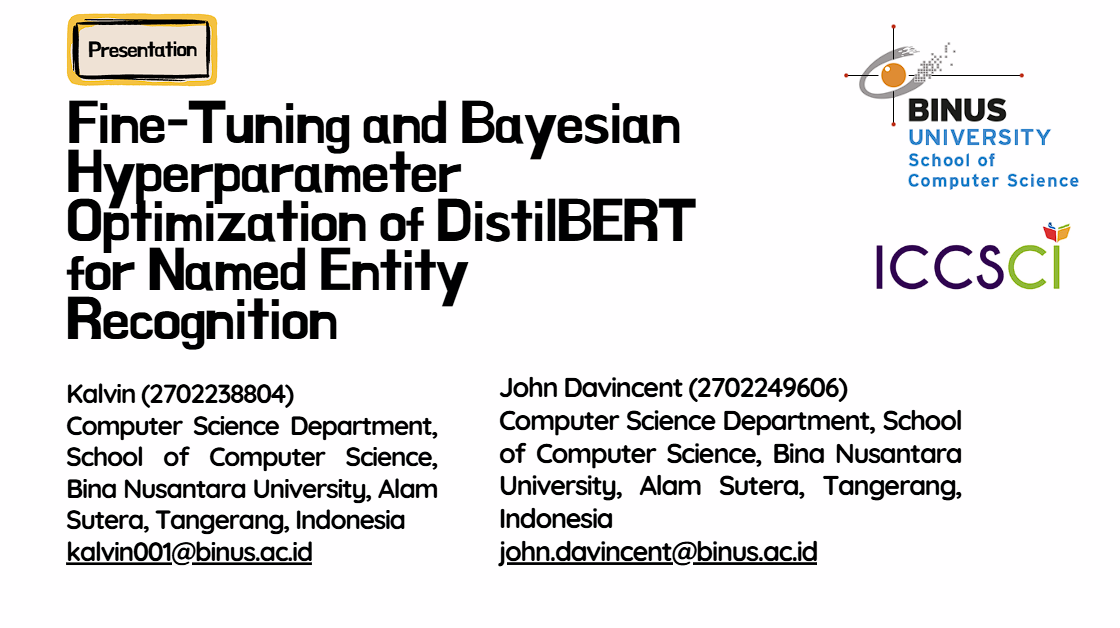 Presentation
Fine-Tuning and Bayesian
Hyperparameter
Optimization of DistilBERT
for Named Entity
Recognition
BINUS
UNIVERSITY
School of
Computer Science
ICCSCI
Kalvin (2702238804)
Computer Science Department,
School of Computer Science,
Bina Nusantara University, Alam
Sutera, Tangerang, Indonesia
kalvin001@binus.ac.id
John Davincent (2702249606)
Computer Science Department, School
of Computer Science, Bina Nusantara
University, Alam Sutera, Tangerang,
Indonesia
john.davincent@binus.ac.id